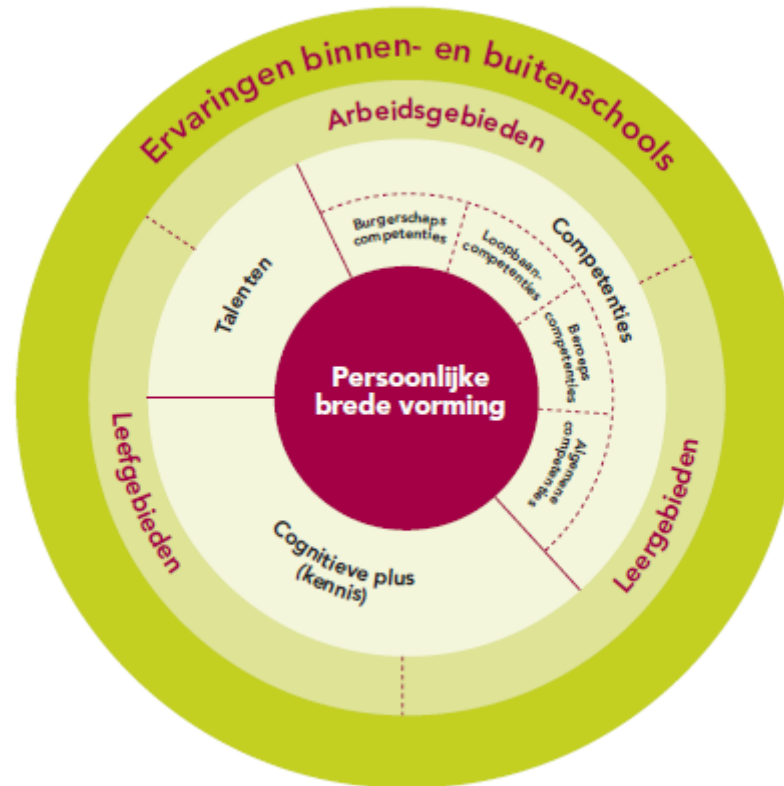 Ervaringen binnen- en buitenschools
Arbeidsgebieden
Talenten
Burgerschaps
competenties
Loopbaan-
competenties
Competenties
Beroeps
competenties
Algemene
competenties
Persoonlijke
brede vorming
Leefgebieden
Leergebieden
Cognitieve plus
(kennis)